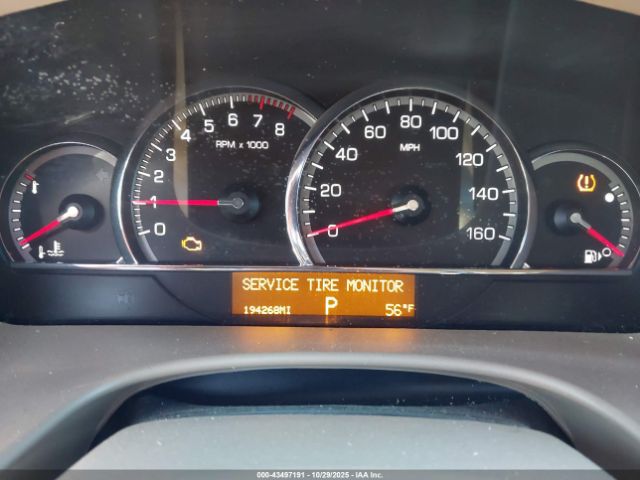 0 1 2 3 4 5 6 7 8
RPM x 1000
0 20 40 60 80 100 120 140 160
MPH
SERVICE TIRE MONITOR
194268MI P 56°F
000-43497191 - 10/29/2025 - IAA Inc.